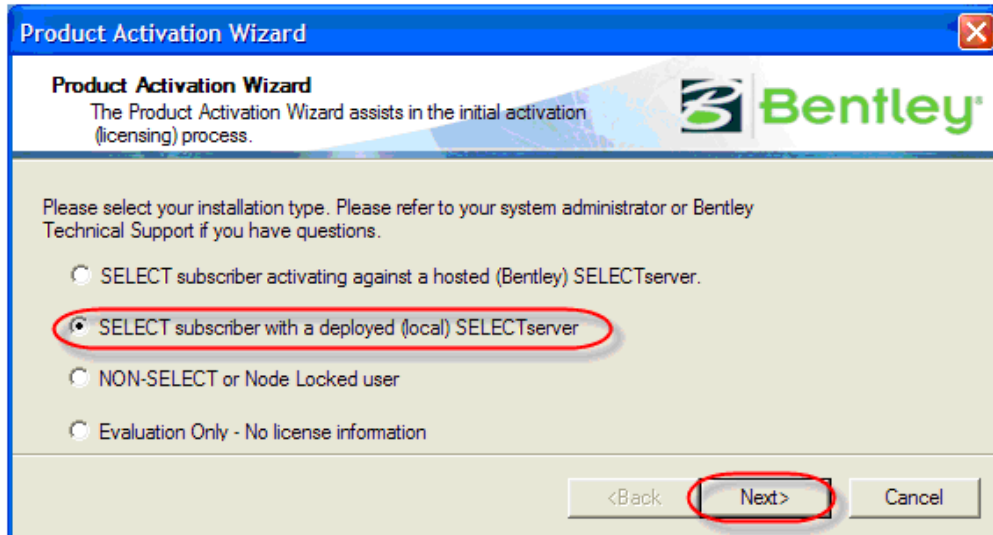 Product Activation Wizard
Product Activation Wizard
The Product Activation Wizard assists in the initial activation
(licensing) process.
Bentley
Please select your installation type. Please refer to your system administrator or Bentley
Technical Support if you have questions.
SELECT subscriber activating against a hosted (Bentley) SELECTserver.
SELECT subscriber with a deployed (local) SELECTserver
NON-SELECT or Node Locked user
Evaluation Only - No license information
<Back Next> Cancel